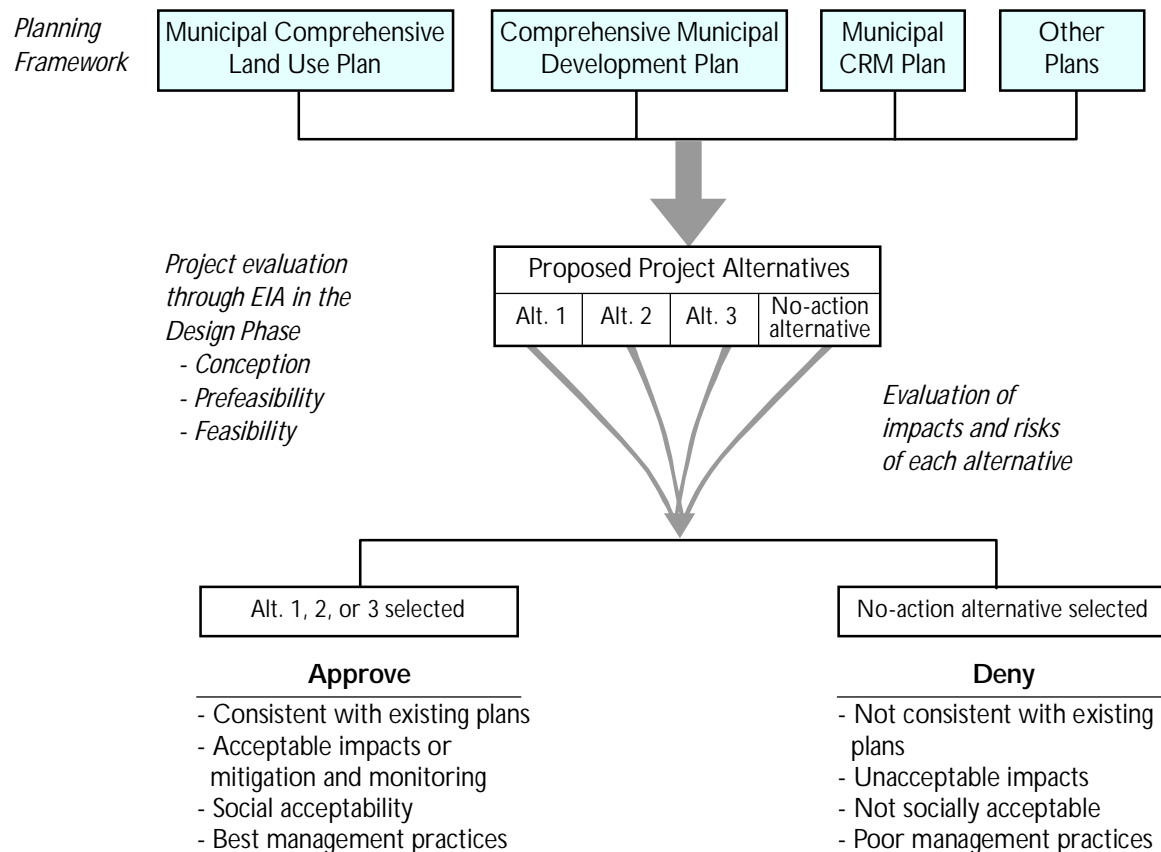 Planning
Framework
Municipal Comprehensive
Land Use Plan
Comprehensive Municipal
Development Plan
Municipal
CRM Plan
Other
Plans
Project evaluation
through EIA in the
Design Phase
- Conception
- Prefeasibility
- Feasibility
Proposed Project Alternatives
Alt. 1
Alt. 2
Alt. 3
No-action
alternative
Evaluation of
impacts and risks
of each alternative
Alt. 1, 2, or 3 selected
No-action alternative selected
Approve
- Consistent with existing plans
- Acceptable impacts or
mitigation and monitoring
- Social acceptability
- Best management practices
Deny
- Not consistent with existing
plans
- Unacceptable impacts
- Not socially acceptable
- Poor management practices